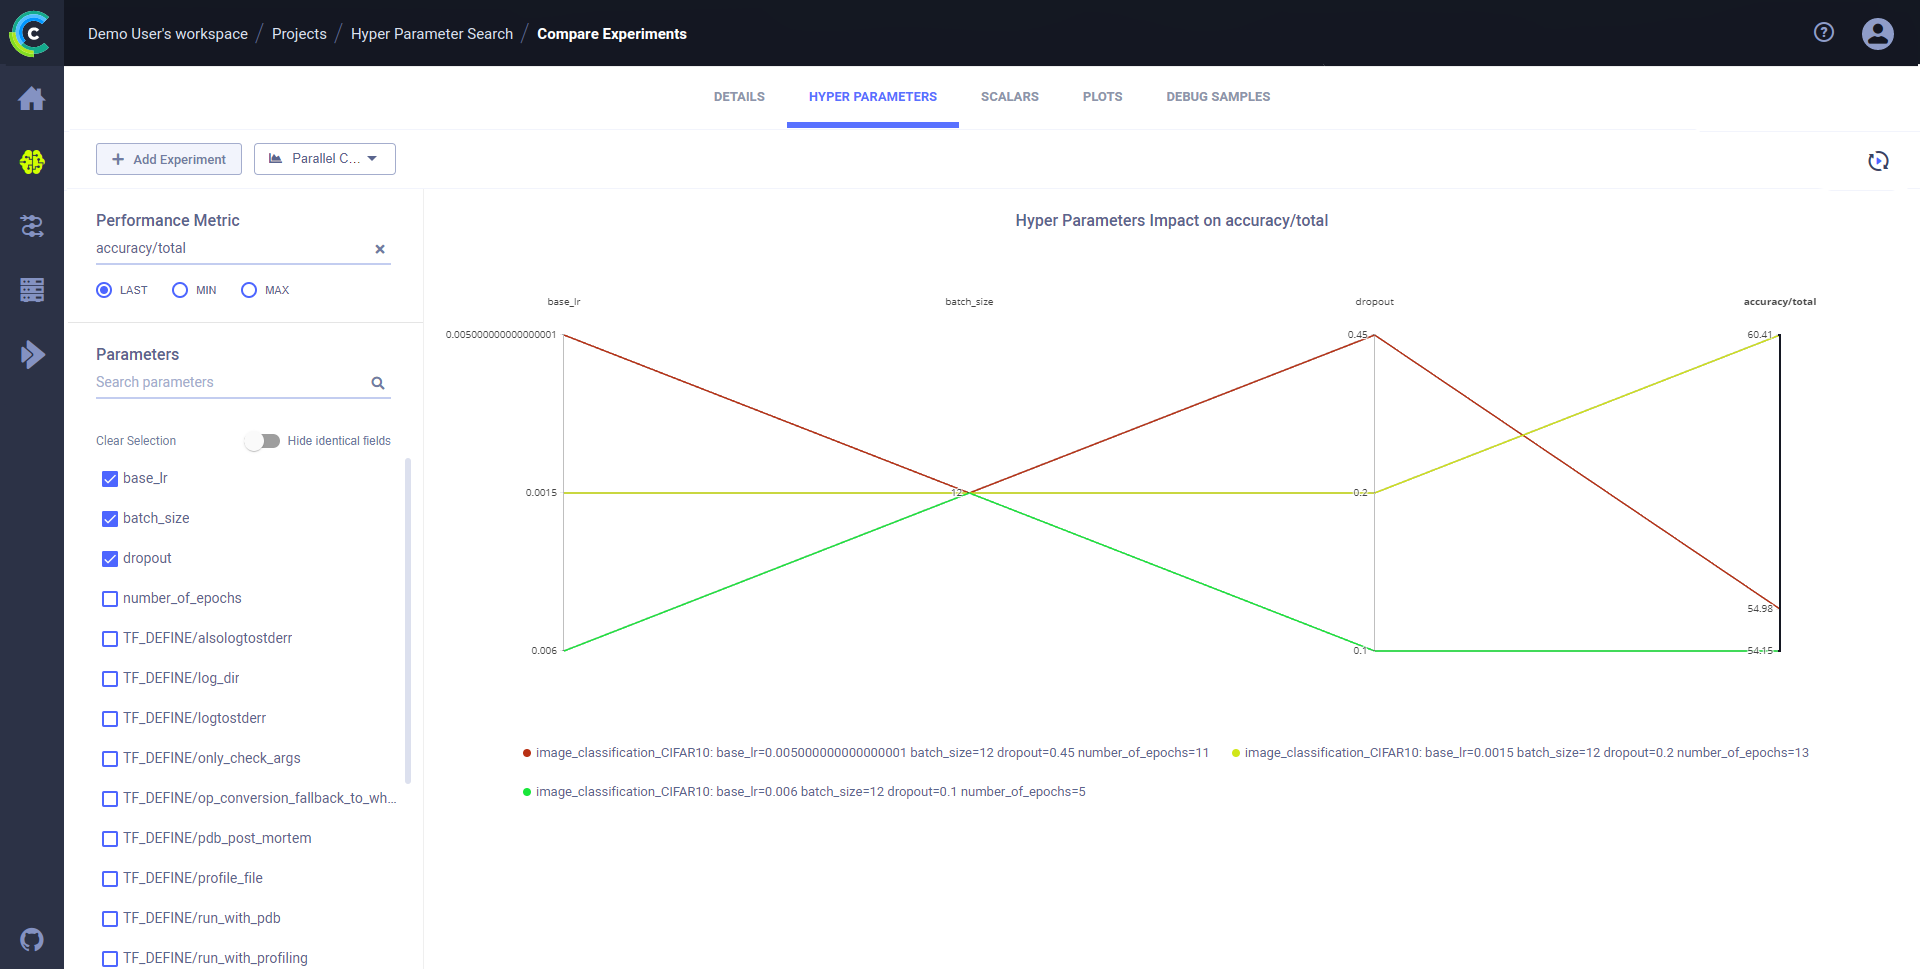 Demo User's workspace / Projects / Hyper Parameter Search / Compare Experiments
DETAILS HYPER PARAMETERS SCALARS PLOTS DEBUG SAMPLES
+ Add Experiment Parallel C...
Performance Metric
accuracy/total
LAST MIN MAX
Parameters
Search parameters
Clear Selection Hide identical fields
base_lr
batch_size
dropout
number_of_epochs
TF_DEFINE/alsologtostderr
TF_DEFINE/log_dir
TF_DEFINE/logtostderr
TF_DEFINE/only_check_args
TF_DEFINE/op_conversion_fallback_to_wh...
TF_DEFINE/pdb_post_mortem
TF_DEFINE/profile_file
TF_DEFINE/run_with_pdb
TF_DEFINE/run_with_profiling
Hyper Parameters Impact on accuracy/total
base_lr batch_size dropout accuracy/total
0.005000000000000001 0.45 60.41
0.0015 12 0.2
54.98
0.006 0.1 54.15
image_classification_CIFAR10: base_lr=0.005000000000000001 batch_size=12 dropout=0.45 number_of_epochs=11
image_classification_CIFAR10: base_lr=0.0015 batch_size=12 dropout=0.2 number_of_epochs=13
image_classification_CIFAR10: base_lr=0.006 batch_size=12 dropout=0.1 number_of_epochs=5